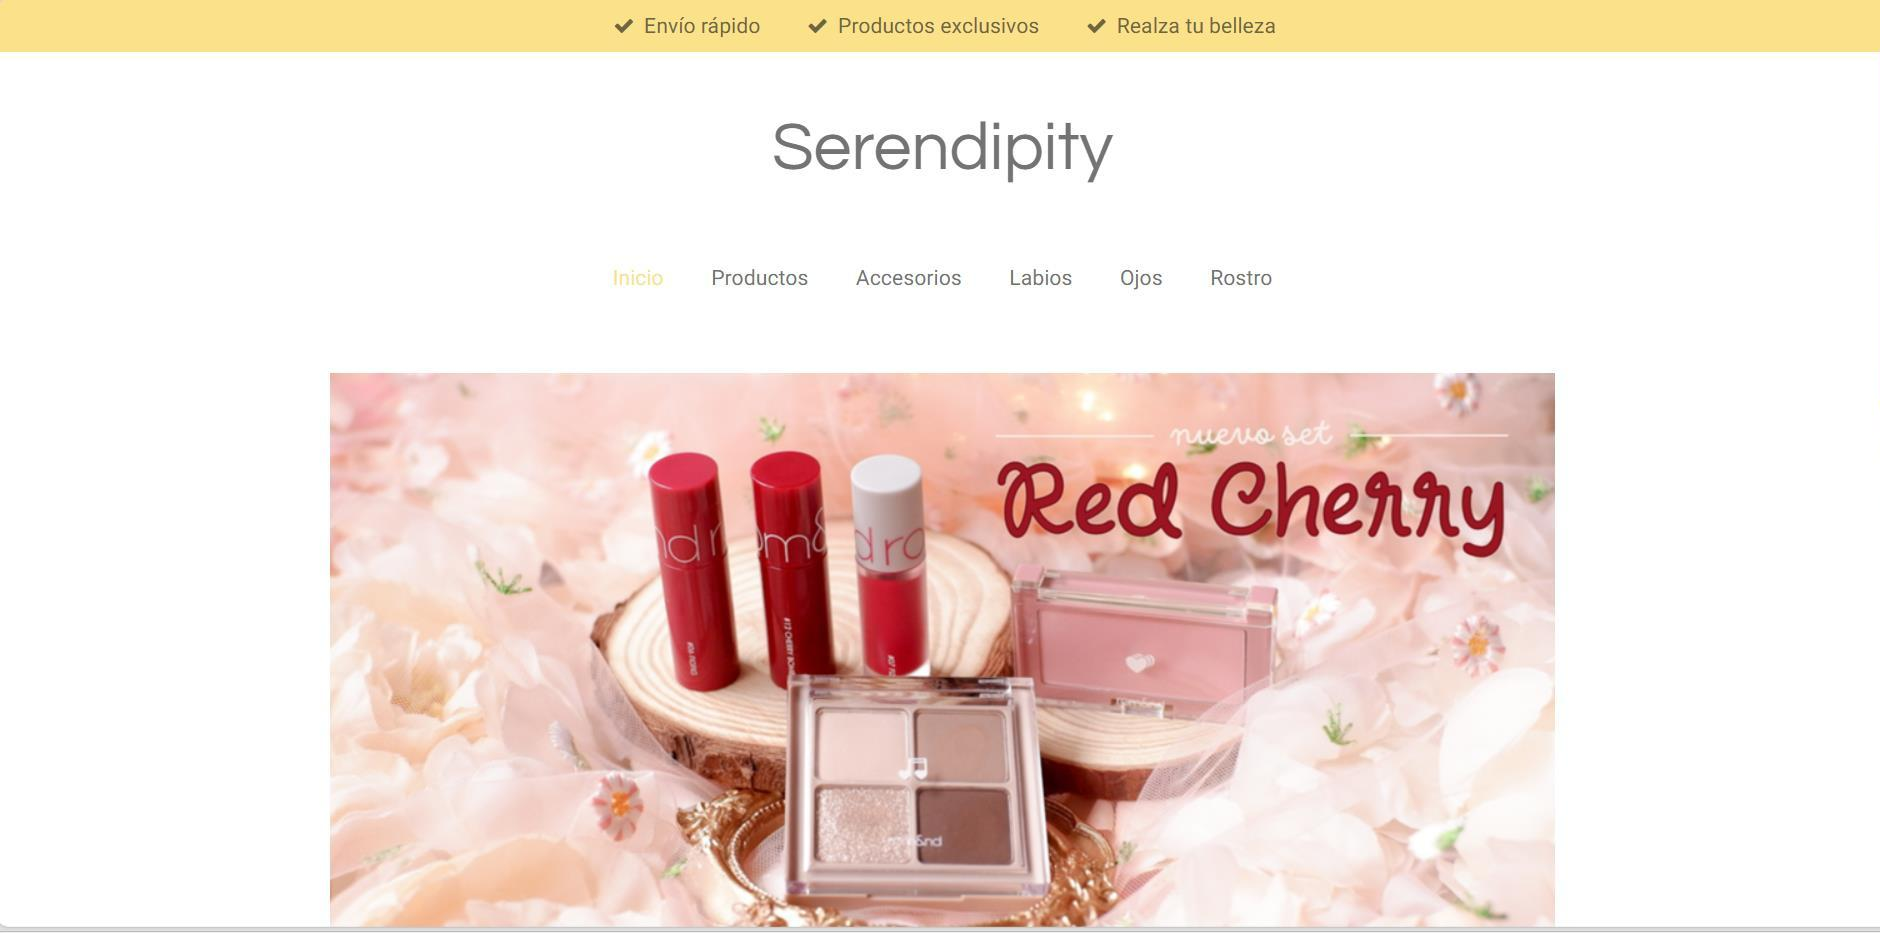 Envío rápido Productos exclusivos Realza tu belleza
Serendipity
Inicio Productos Accesorios Labios Ojos Rostro
nuevo set
Red Cherry